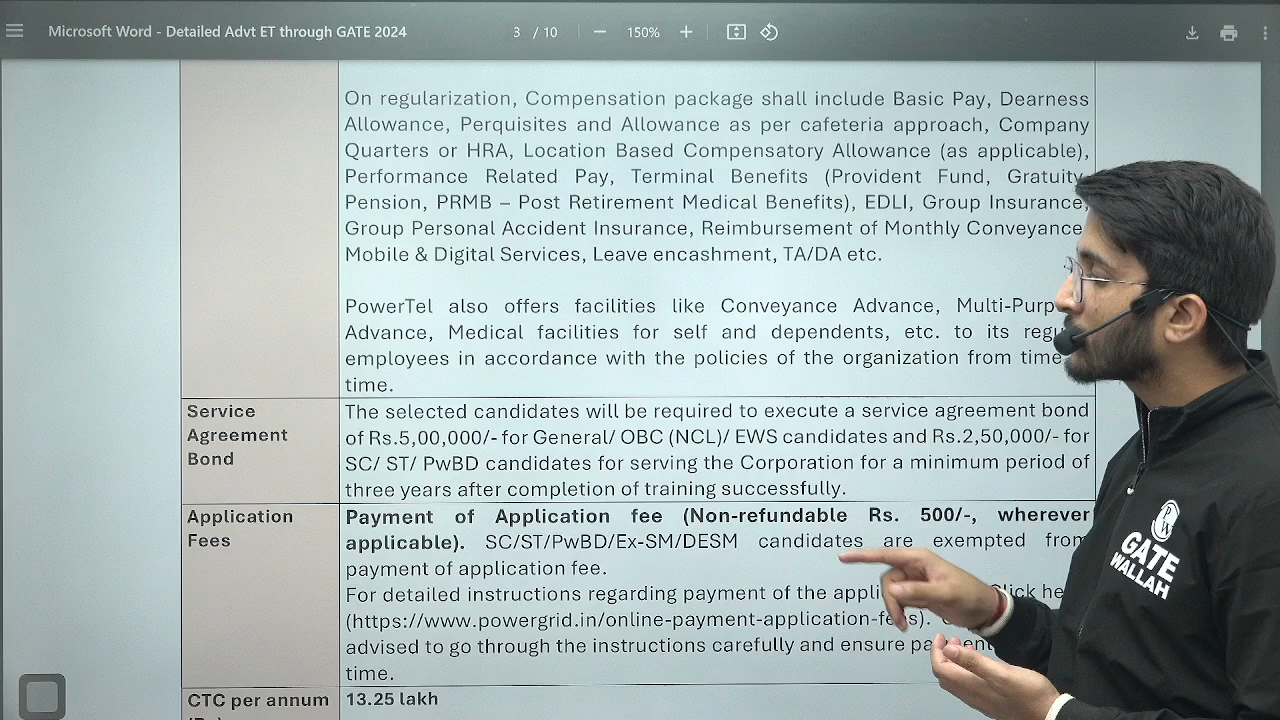 Microsoft Word - Detailed Advt ET through GATE 2024
3 / 10
150%
On regularization, Compensation package shall include Basic Pay, Dearness
Allowance, Perquisites and Allowance as per cafeteria approach, Company
Quarters or HRA, Location Based Compensatory Allowance (as applicable),
Performance Related Pay, Terminal Benefits (Provident Fund, Gratuity
Pension, PRMB – Post Retirement Medical Benefits), EDLI, Group Insurance,
Group Personal Accident Insurance, Reimbursement of Monthly Conveyance
Mobile & Digital Services, Leave encashment, TA/DA etc.
PowerTel also offers facilities like Conveyance Advance,
Advance, Medical facilities for self and dependents, etc. to its
employees in accordance with the policies of the organization from time
time.
Service
Agreement
Bond
The selected candidates will be required to execute a service agreement bond
of Rs.5,00,000/- for General/ OBC (NCL)/ EWS candidates and Rs.2,50,000/- for
SC/ ST/ PwBD candidates for serving the Corporation for a minimum period of
three years after completion of training successfully.
Application
Fees
Payment of Application fee (Non-refundable Rs. 500/-, wherever
applicable). SC/ST/PwBD/Ex-SM/DESM candidates are exempted from
payment of application fee.
For detailed instructions regarding payment of the
(https://www.powergrid.in/online-payment-application-fees).
advised to go through the instructions carefully and ensure
time.
CTC per annum
13.25 lakh
PW
GATE
WALLAH